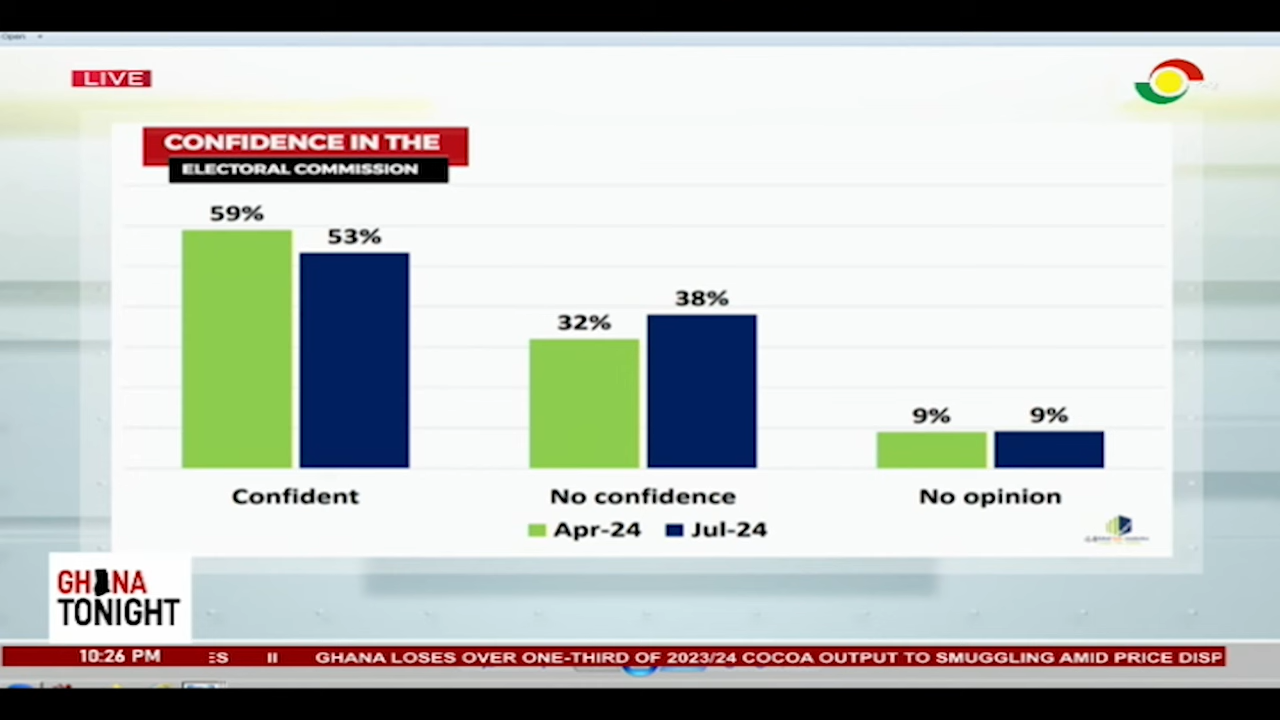 Open
LIVE
CONFIDENCE IN THE
ELECTORAL COMMISSION
59%
53%
32%
38%
9%
9%
Confident
No confidence
No opinion
Apr-24
Jul-24
GHANA
TONIGHT
10:26 PM
ES II GHANA LOSES OVER ONE-THIRD OF 2023/24 COCOA OUTPUT TO SMUGGLING AMID PRICE DISP